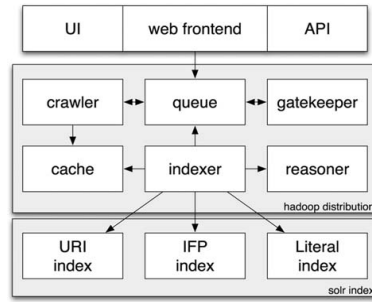 UI web frontend API
crawler queue gatekeeper
cache indexer reasoner
hadoop distribution
URI index
IFP index
Literal index
solr index